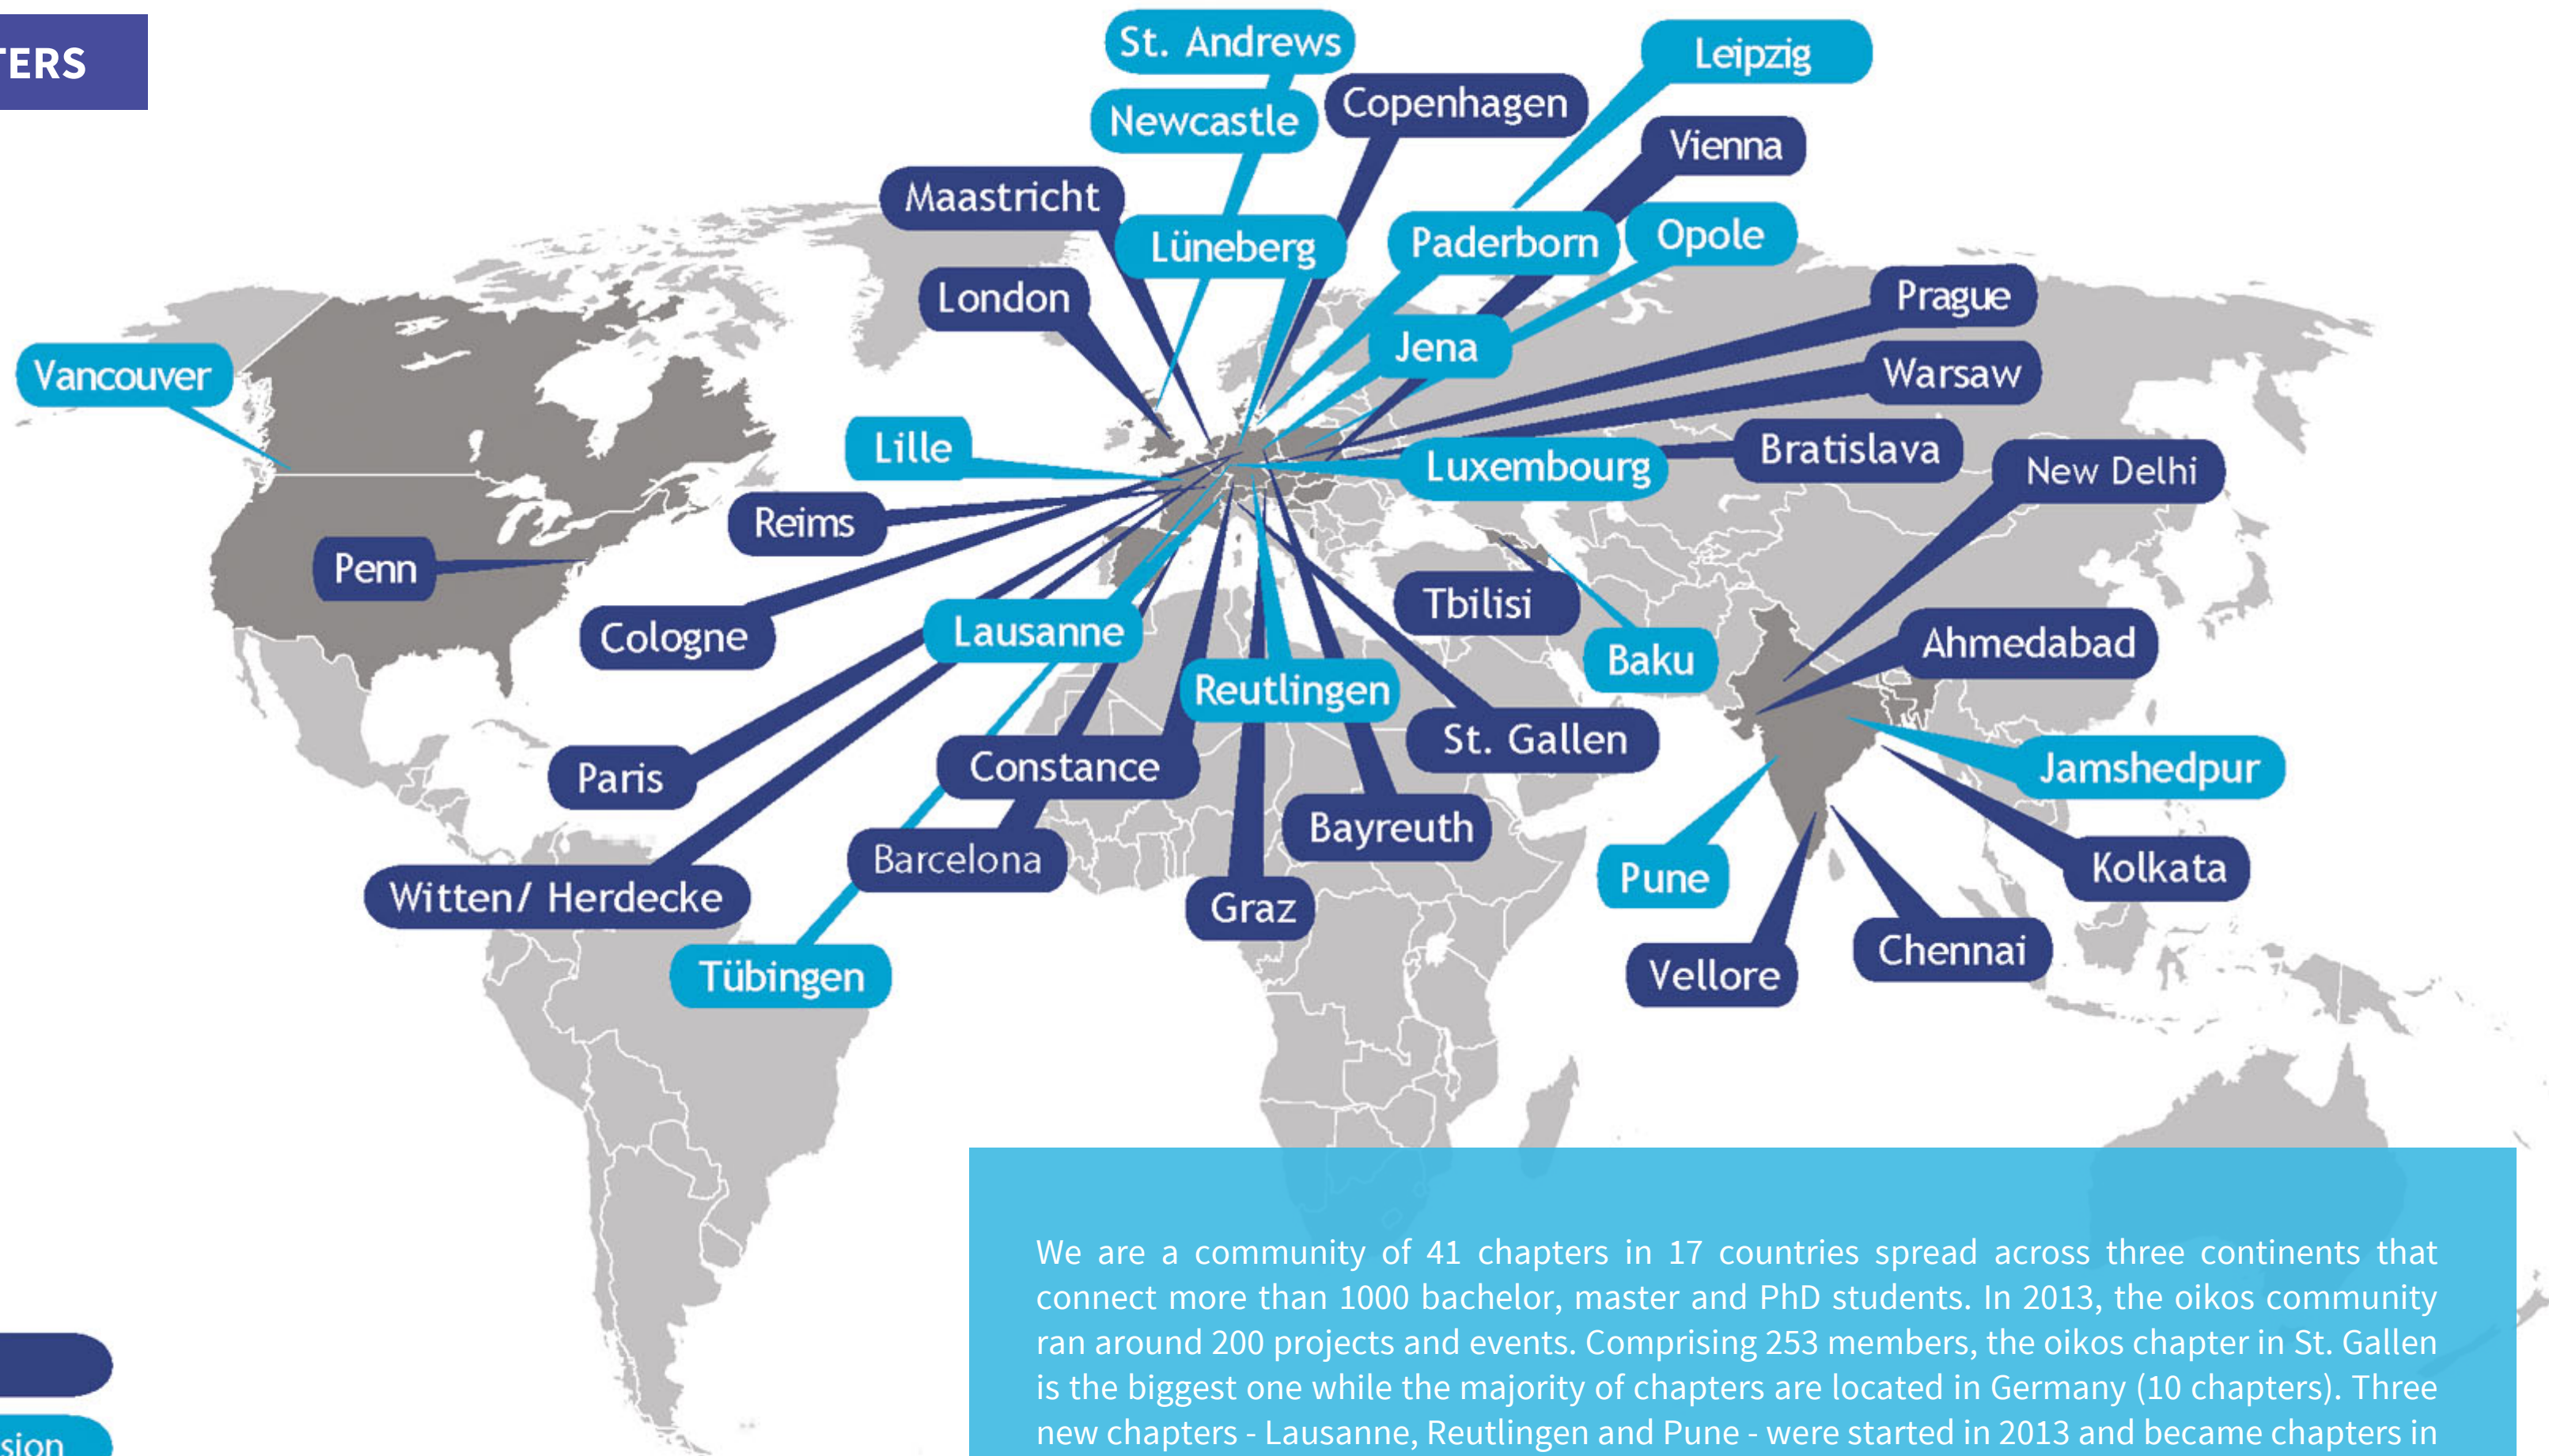 TERS
St. Andrews
Leipzig
Newcastle
Copenhagen
Vienna
Maastricht
Lüneberg
Paderborn
Opole
London
Prague
Jena
Vancouver
Warsaw
Lille
Luxembourg
Bratislava
New Delhi
Reims
Penn
Tbilisi
Cologne
Lausanne
Baku
Ahmedabad
Reutlingen
St. Gallen
Paris
Constance
Jamshedpur
Bayreuth
Barcelona
Pune
Kolkata
Witten/ Herdecke
Graz
Chennai
Tübingen
Vellore
We are a community of 41 chapters in 17 countries spread across three continents that
connect more than 1000 bachelor, master and PhD students. In 2013, the oikos community
ran around 200 projects and events. Comprising 253 members, the oikos chapter in St. Gallen
is the biggest one while the majority of chapters are located in Germany (10 chapters). Three
new chapters - Lausanne, Reutlingen and Pune - were started in 2013 and became chapters in
sion